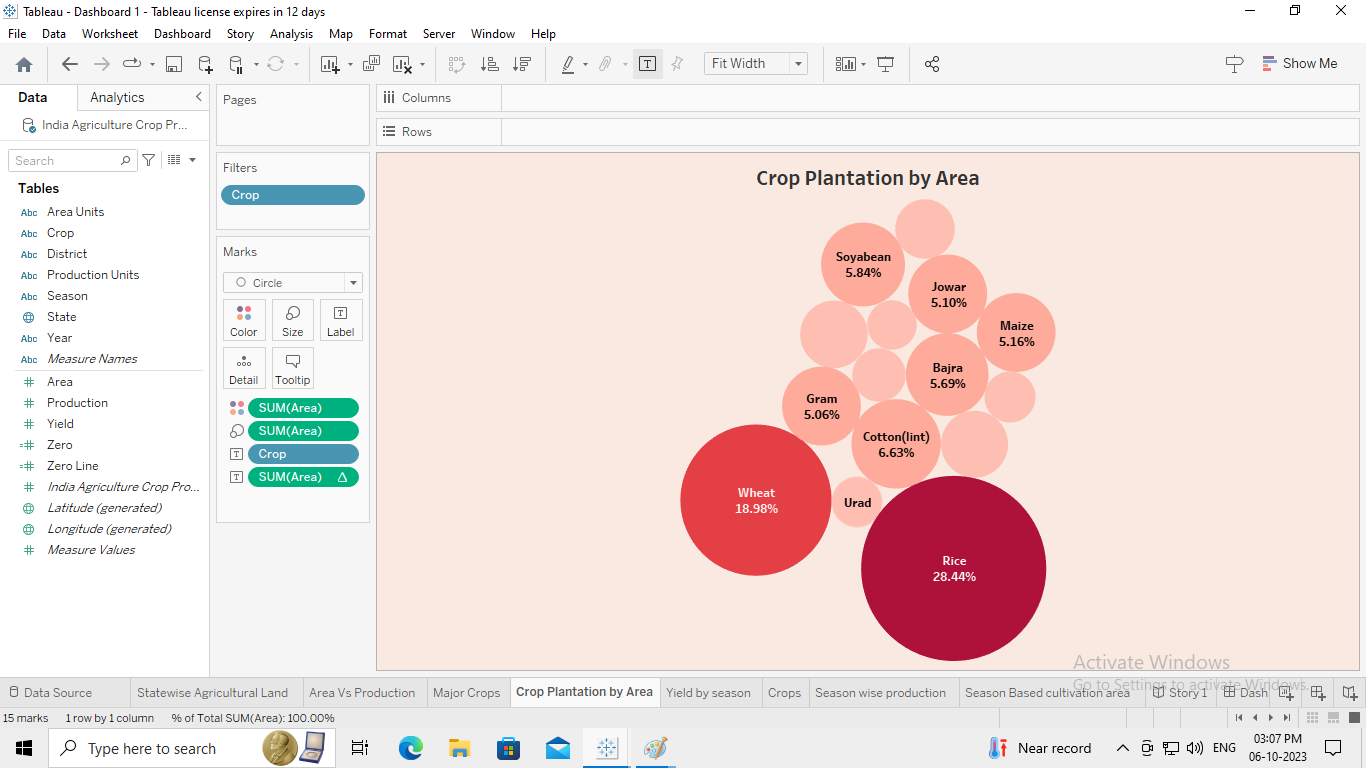 Tableau - Dashboard 1 - Tableau license expires in 12 days
File Data Worksheet Dashboard Story Analysis Map Format Server Window Help
Fit Width
Show Me
Data Analytics
India Agriculture Crop Pr...
Search
Tables
Abc Area Units
Abc Crop
Abc District
Abc Production Units
Abc Season
State
Abc Year
Abc Measure Names
# Area
# Production
# Yield
=# Zero
=# Zero Line
# India Agriculture Crop Pro...
Latitude (generated)
Longitude (generated)
# Measure Values
Pages
Filters
Crop
Marks
Circle
Color Size Label
Detail Tooltip
SUM(Area)
SUM(Area)
Crop
SUM(Area) △
Columns
Rows
Crop Plantation by Area
Soyabean
5.84%
Jowar
5.10%
Maize
5.16%
Bajra
5.69%
Gram
5.06%
Cotton(lint)
6.63%
Wheat
18.98%
Urad
Rice
28.44%
Activate Windows
Go to Settings to activate Windows.
Data Source Statewise Agricultural Land Area Vs Production Major Crops Crop Plantation by Area Yield by season Crops Season wise production Season Based cultivation area Story 1 Dash
15 marks 1 row by 1 column % of Total SUM(Area): 100.00%
Type here to search
Near record
ENG
03:07 PM
06-10-2023